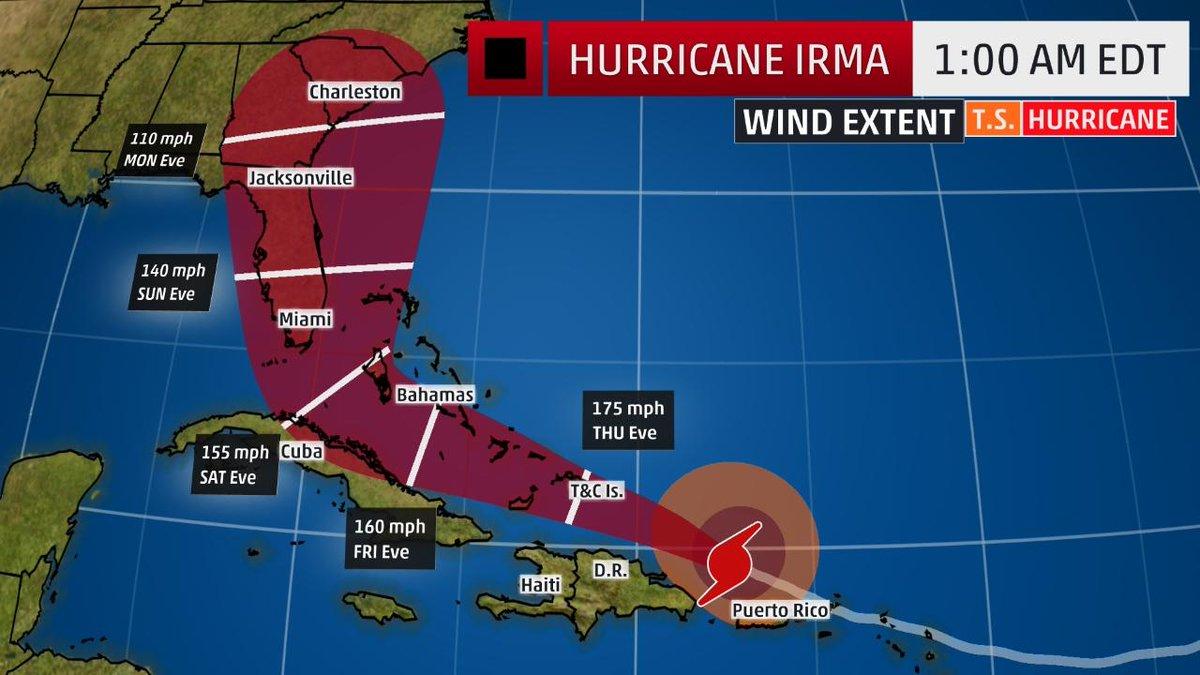 HURRICANE IRMA 1:00 AM EDT
WIND EXTENT T.S. HURRICANE
Charleston
110 mph
MON Eve
Jacksonville
140 mph
SUN Eve
Miami
Bahamas
175 mph
THU Eve
155 mph
SAT Eve
Cuba
T&C Is.
160 mph
FRI Eve
Haiti
D.R.
Puerto Rico